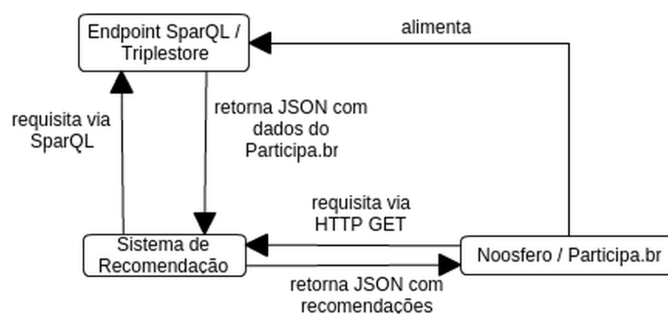 Endpoint SparQL /
Triplestore
alimenta
requisita via
SparQL
retorna JSON com
dados do
Participa.br
requisita via
HTTP GET
Sistema de
Recomendação
Noosfero / Participa.br
retorna JSON com
recomendações